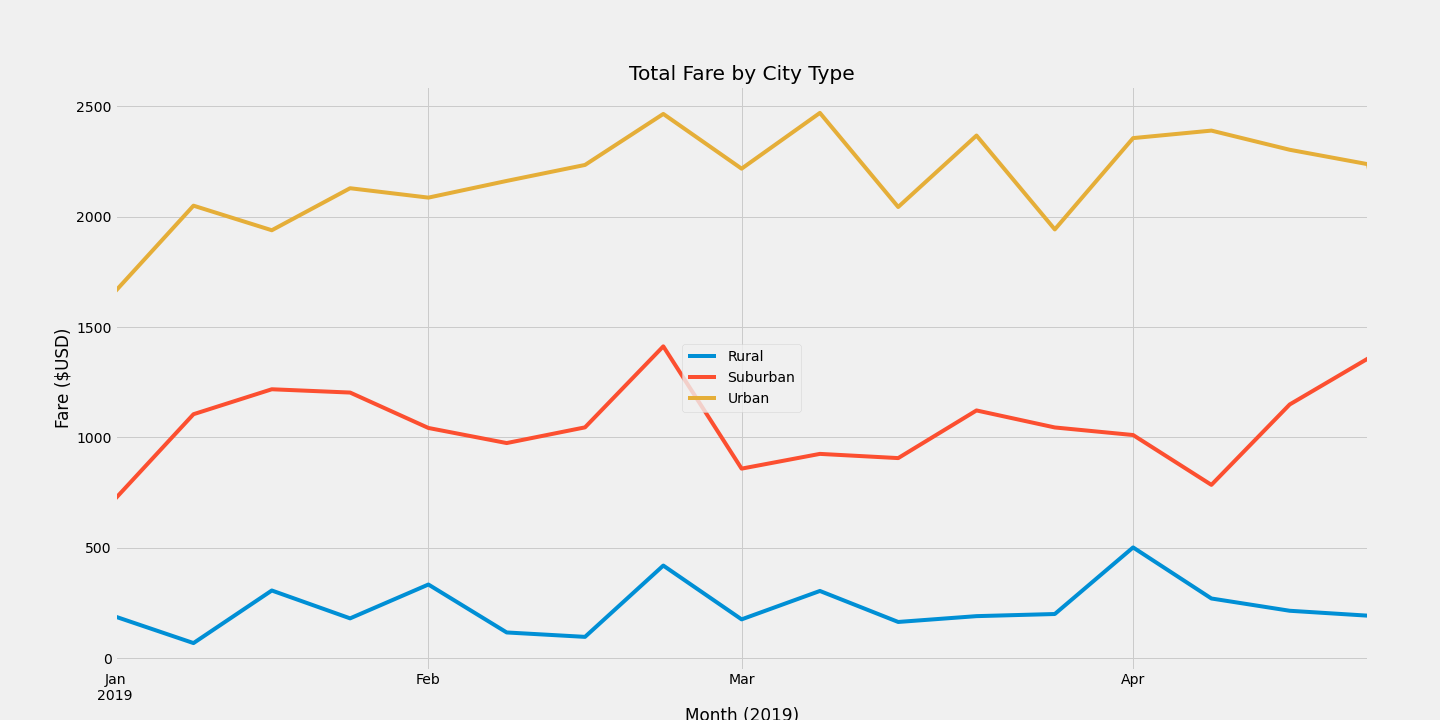 Total Fare by City Type
2500
2000
1500
1000
500
0
Fare ($USD)
Rural
Suburban
Urban
Jan Feb Mar Apr
2019
Month (2019)